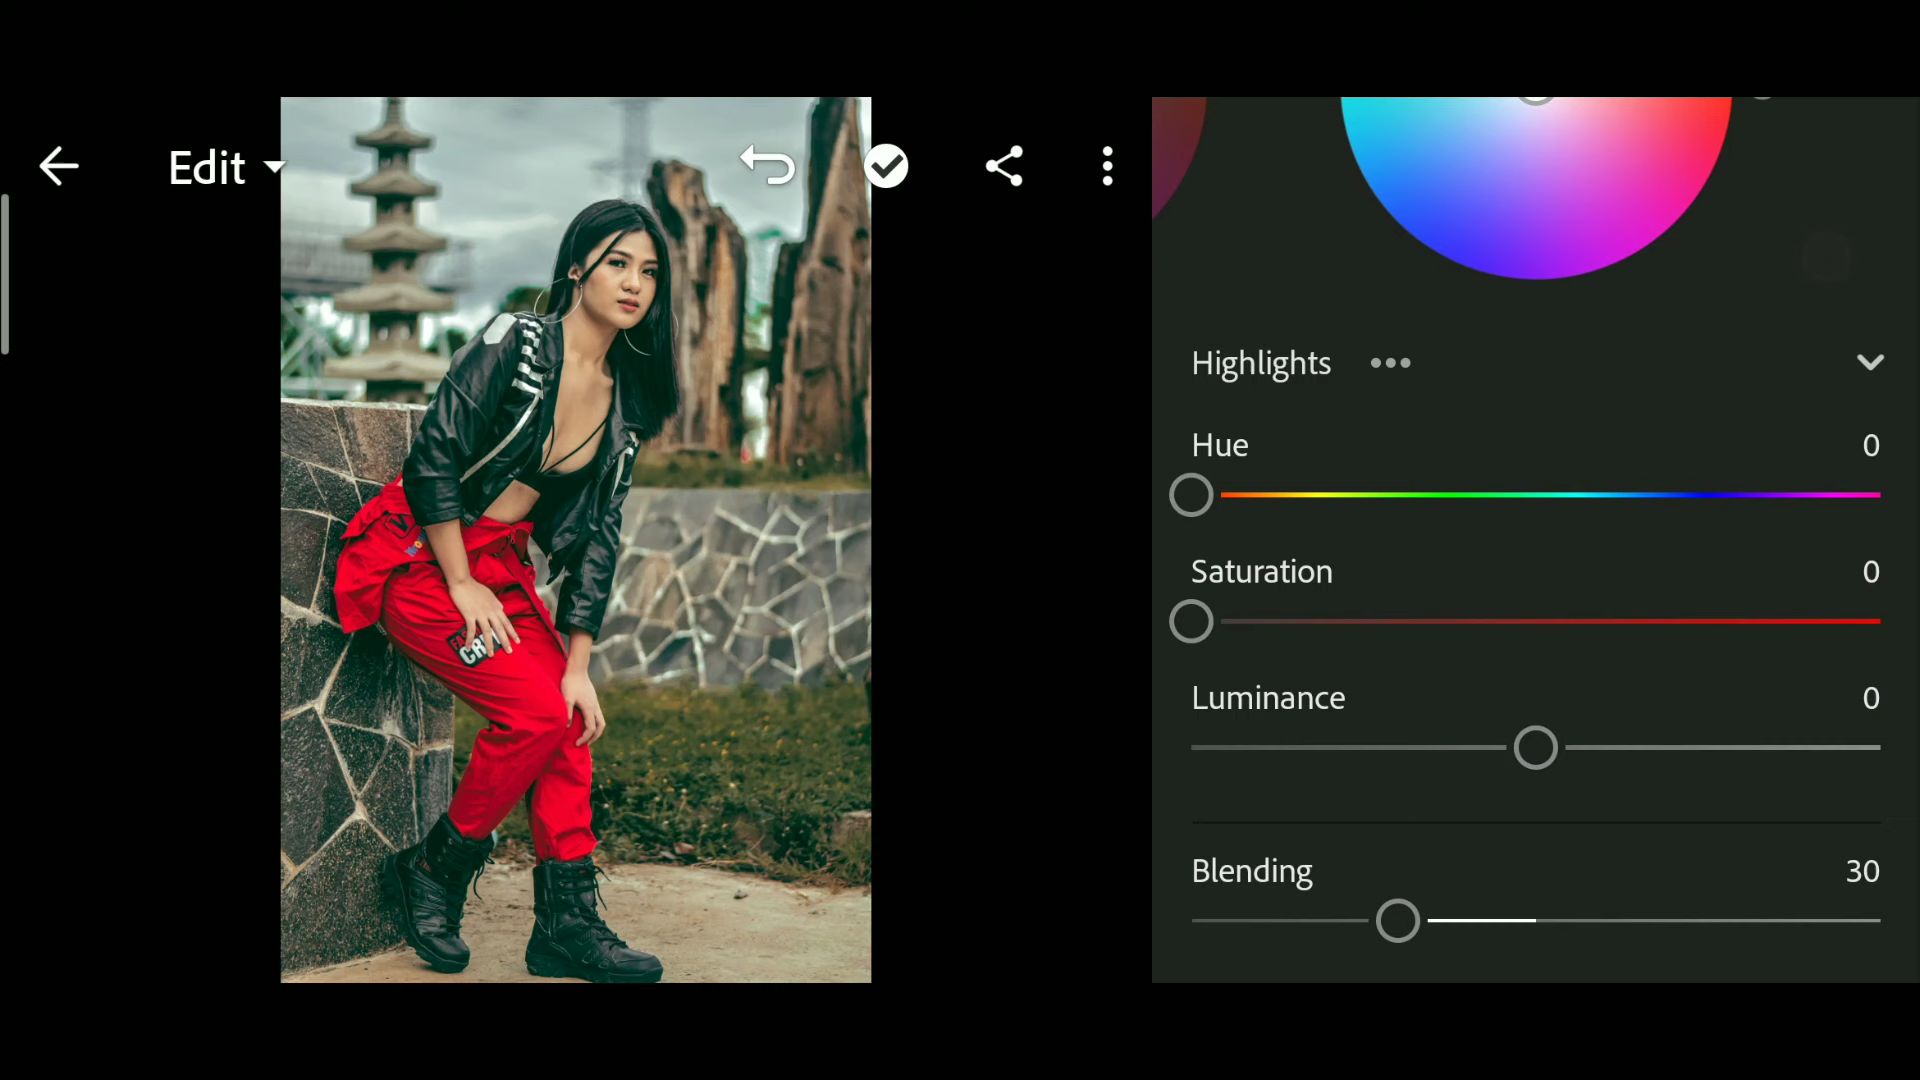 Edit
Highlights
Hue 0
Saturation 0
Luminance 0
Blending 30